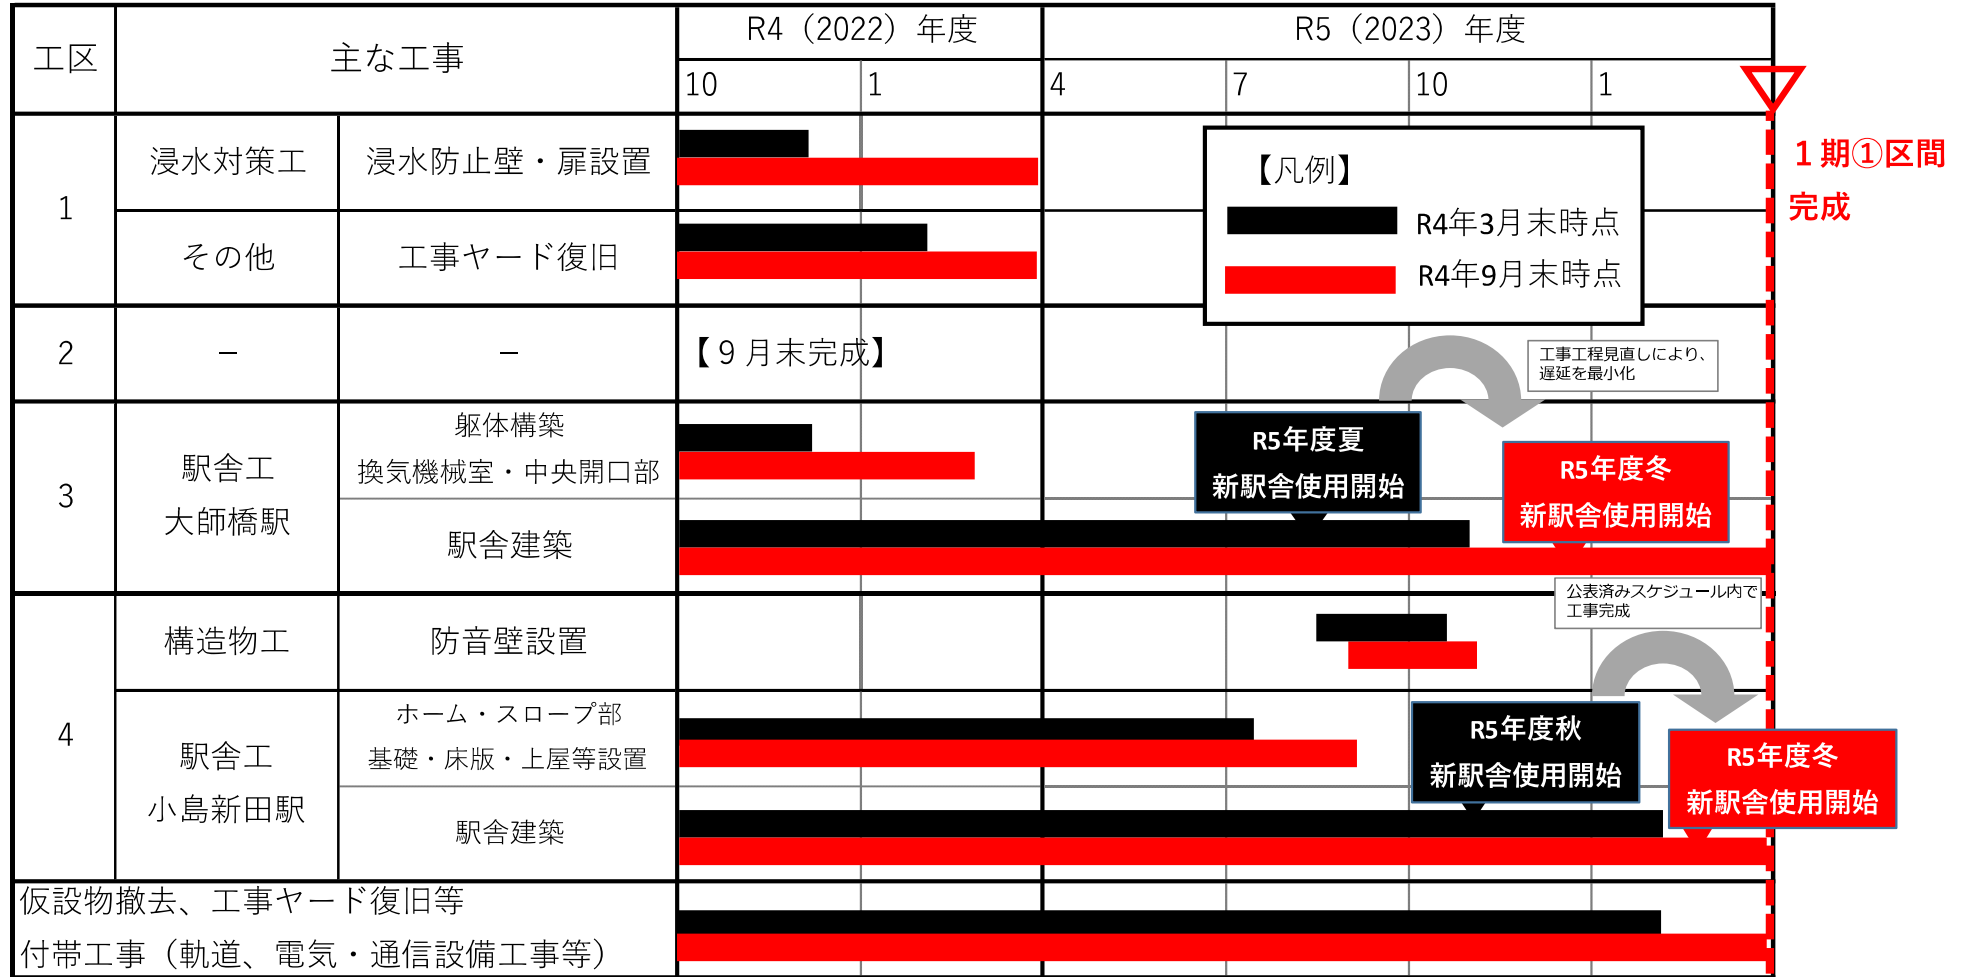 工区
主な工事
R4（2022）年度
R5（2023）年度
10
1
4
7
10
1
1期①区間
完成
【凡例】
R4年3月末時点
R4年9月末時点
1
浸水対策工
浸水防止壁・扉設置
その他
工事ヤード復旧
2
－
－
【９月末完成】
工事工程見直しにより、
遅延を最小化
3
駅舎工
大師橋駅
躯体構築
換気機械室・中央開口部
駅舎建築
R5年度夏
新駅舎使用開始
R5年度冬
新駅舎使用開始
公表済みスケジュール内で
工事完成
4
構造物工
防音壁設置
駅舎工
小島新田駅
ホーム・スロープ部
基礎・床版・上屋等設置
駅舎建築
R5年度秋
新駅舎使用開始
R5年度冬
新駅舎使用開始
仮設物撤去、工事ヤード復旧等
付帯工事（軌道、電気・通信設備工事等）